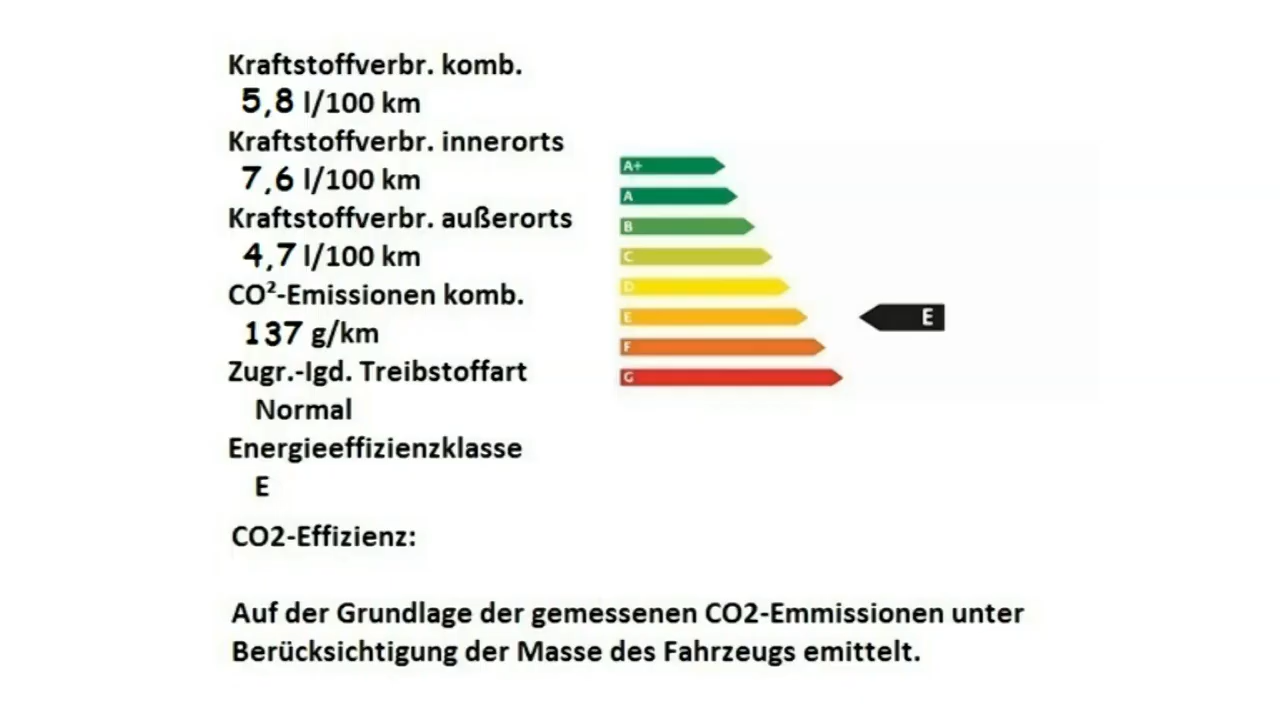 Kraftstoffverbr. komb.
5,8 l/100 km
Kraftstoffverbr. innerorts
7,6 l/100 km
Kraftstoffverbr. außerorts
4,7 l/100 km
CO²-Emissionen komb.
137 g/km
Zugr.-lgd. Treibstoffart
Normal
Energieeffizienzklasse
E
A+
A
B
C
D
E
E
F
G
CO2-Effizienz:
Auf der Grundlage der gemessenen CO2-Emmissionen unter
Berücksichtigung der Masse des Fahrzeugs emittelt.